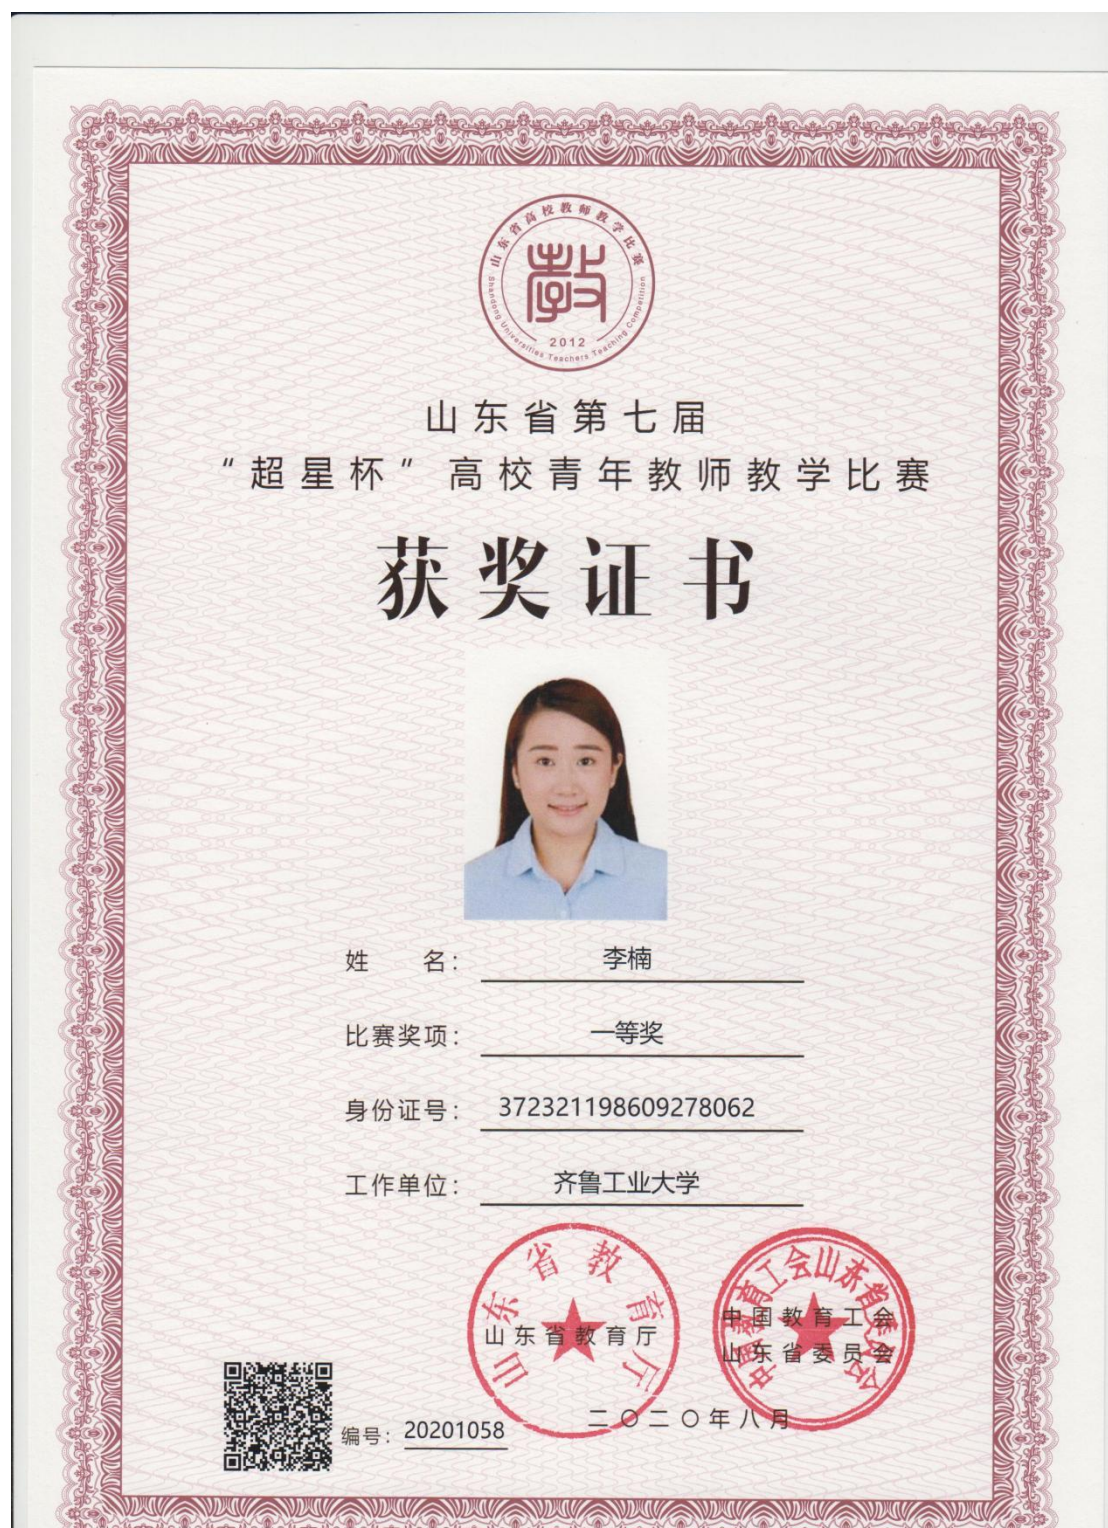 山东省高校教师教学比赛
2012
Shandong Universities Teachers Teaching Competition
山东省第七届
“超星杯”高校青年教师教学比赛
获奖证书
姓 名: 李楠
比赛奖项: 一等奖
身份证号: 372321198609278062
工作单位: 齐鲁工业大学
山东省教育厅
山东省教育厅
中国教育工会山东省委员会
中国教育工会
山东省委员会
二〇二〇年八月
编号: 20201058